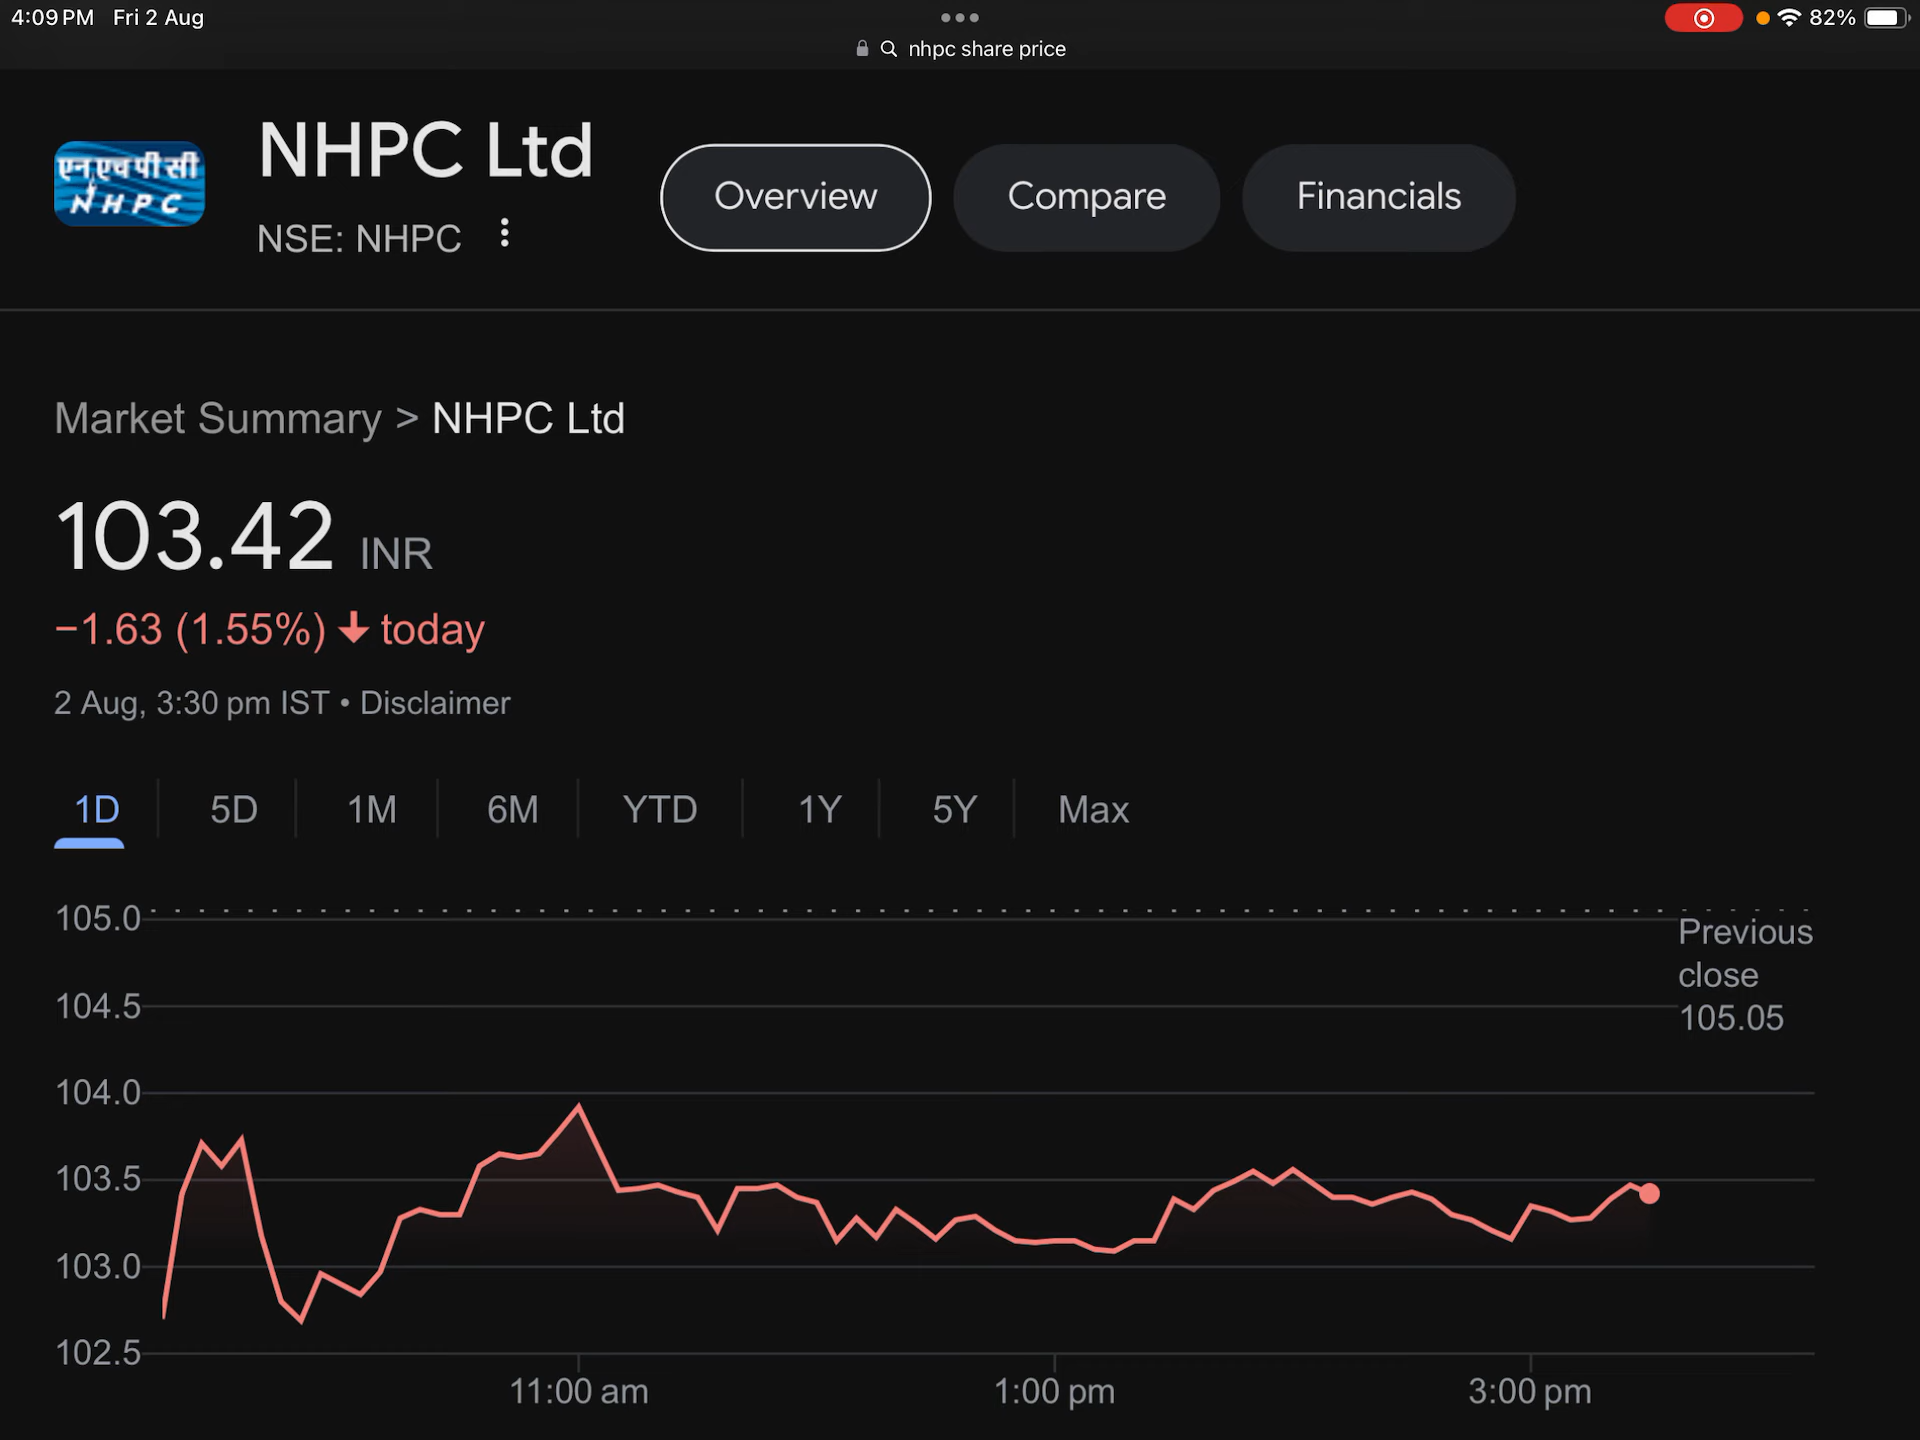 4:09 PM Fri 2 Aug
82%
nhpc share price
एनएचपीसी
NHPC
NHPC Ltd
NSE: NHPC
Overview
Compare
Financials
Market Summary > NHPC Ltd
103.42 INR
−1.63 (1.55%) ↓ today
2 Aug, 3:30 pm IST • Disclaimer
1D 5D 1M 6M YTD 1Y 5Y Max
105.0
Previous
close
105.05
104.5
104.0
103.5
103.0
102.5
11:00 am 1:00 pm 3:00 pm